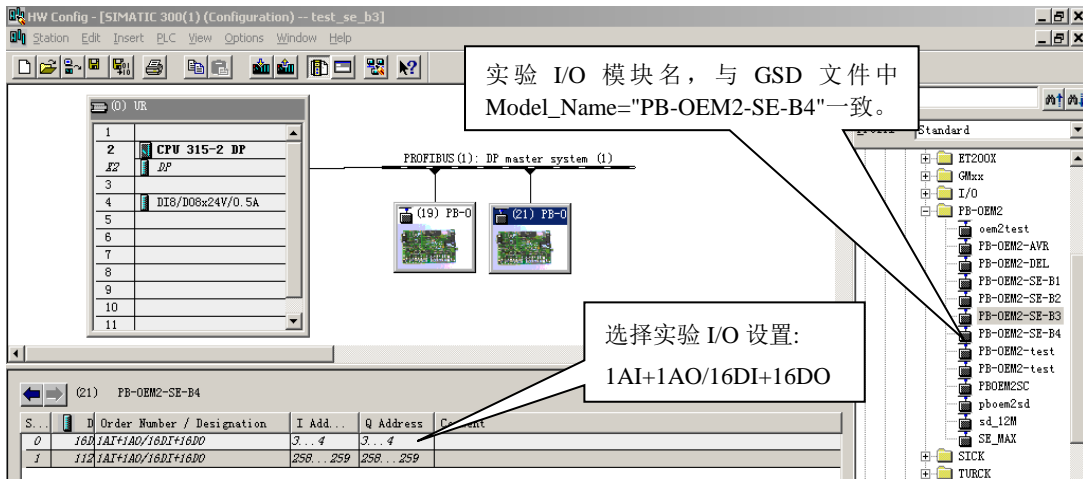 HW Config - [SIMATIC 300(1) (Configuration) -- test_se_b3]
Station Edit Insert PLC View Options Window Help
实验 I/O 模块名，与 GSD 文件中
Model_Name="PB-OEM2-SE-B4"一致。
(0) UR
1
2 CPU 315-2 DP
X2 DP
3
4 DI8/DO8x24V/0.5A
5
6
7
8
9
10
11
PROFIBUS(1): DP master system (1)
(19) PB-O
(21) PB-O
Standard
ET200X
GMxx
I/O
PB-OEM2
oem2test
PB-OEM2-AVR
PB-OEM2-DEL
PB-OEM2-SE-B1
PB-OEM2-SE-B2
PB-OEM2-SE-B3
PB-OEM2-SE-B4
PB-OEM2-test
PB-OEM2-test
PBOEM2SC
pboem2sd
sd_12M
SE_MAX
SICK
TURCK
选择实验 I/O 设置:
1AI+1AO/16DI+16DO
(21) PB-OEM2-SE-B4
S... D Order Number / Designation I Add... Q Address
0 16D 1AI+1AO/16DI+16DO 3...4 3...4
1 112 1AI+1AO/16DI+16DO 258...259 258...259